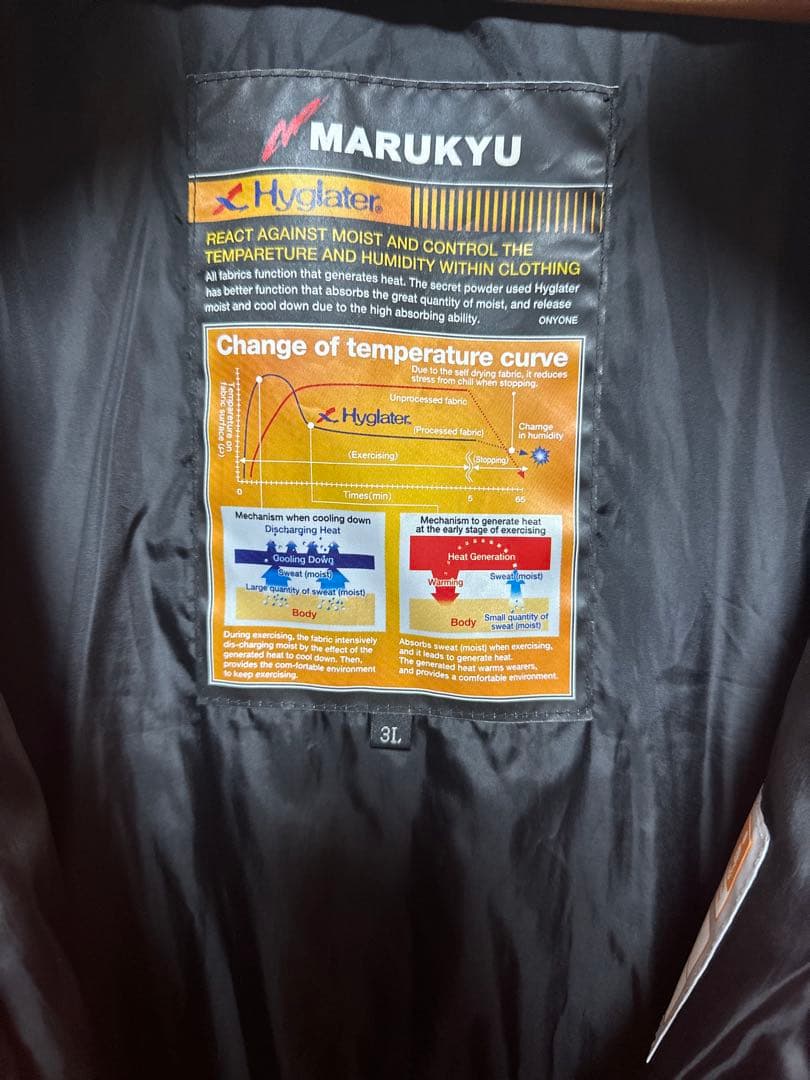 MARUKYU
Hyglater®
REACT AGAINST MOIST AND CONTROL THE
TEMPARETURE AND HUMIDITY WITHIN CLOTHING
All fabrics function that generates heat. The secret powder used Hyglater
has better function that absorbs the great quantity of moist, and release
moist and cool down due to the high absorbing ability.
ONYONE
Change of temperature curve
Due to the self drying fabric, it reduces
stress from chill when stopping.
Unprocessed fabric
Hyglater.
(Processed fabric)
Chamge
in humidity
Tempareture on
fabric surface
(Exercising)
(Stopping)
0
Times(min)
5
65
Mechanism when cooling down
Discharging Heat
Cooling Down
Sweat (moist)
Large quantity of sweat (moist)
Body
During exercising, the fabric intensively
dis-charging moist by the effect of the
generated heat to cool down. Then,
provides the com-fortable environment
to keep exercising.
Mechanism to generate heat
at the early stage of exercising
Heat Generation
Warming
Sweat (moist)
Body
Small quantity of
sweat (moist)
Absorbs sweat (moist) when exercising,
and it leads to generate heat.
The generated heat warms wearers,
and provides a comfortable environment.
3L